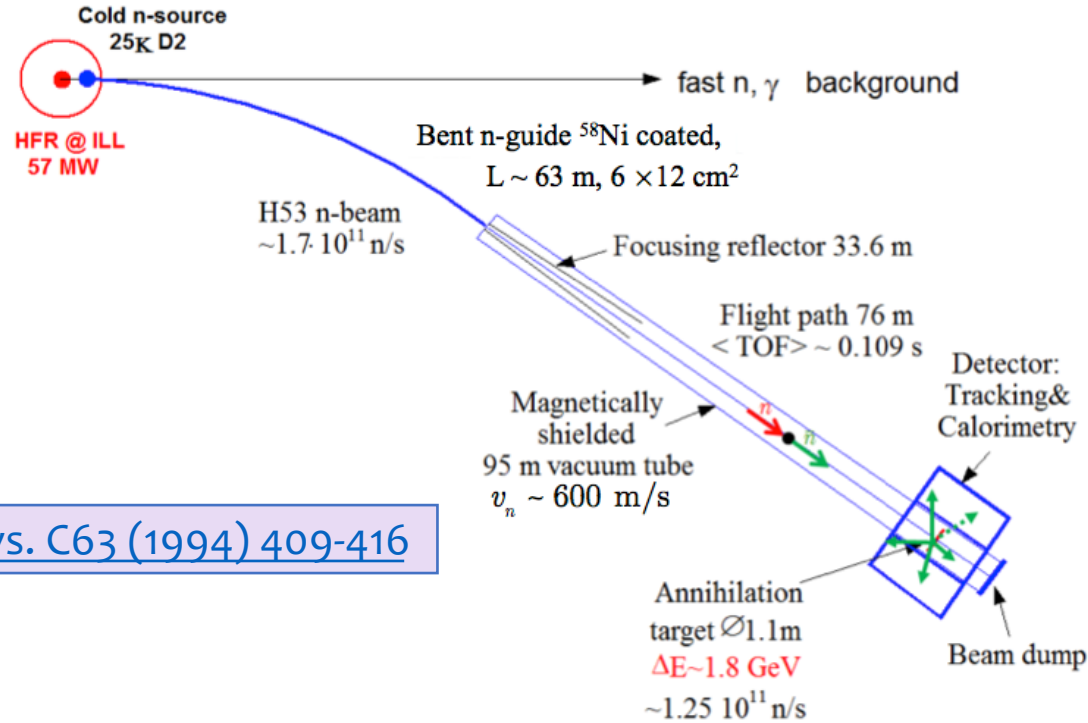 Cold n-source
25K D2
fast n, γ background
HFR @ ILL
57 MW
Bent n-guide ⁵⁸Ni coated,
L ~ 63 m, 6 ×12 cm²
H53 n-beam
~1.7· 10¹¹ n/s
Focusing reflector 33.6 m
Flight path 76 m
< TOF> ~ 0.109 s
Detector:
Tracking&
Calorimetry
Magnetically
shielded
95 m vacuum tube
vₙ ~ 600 m/s
n
n̄
ys. C63 (1994) 409-416
Annihilation
target ∅1.1m
ΔE~1.8 GeV
~1.25 10¹¹ n/s
Beam dump